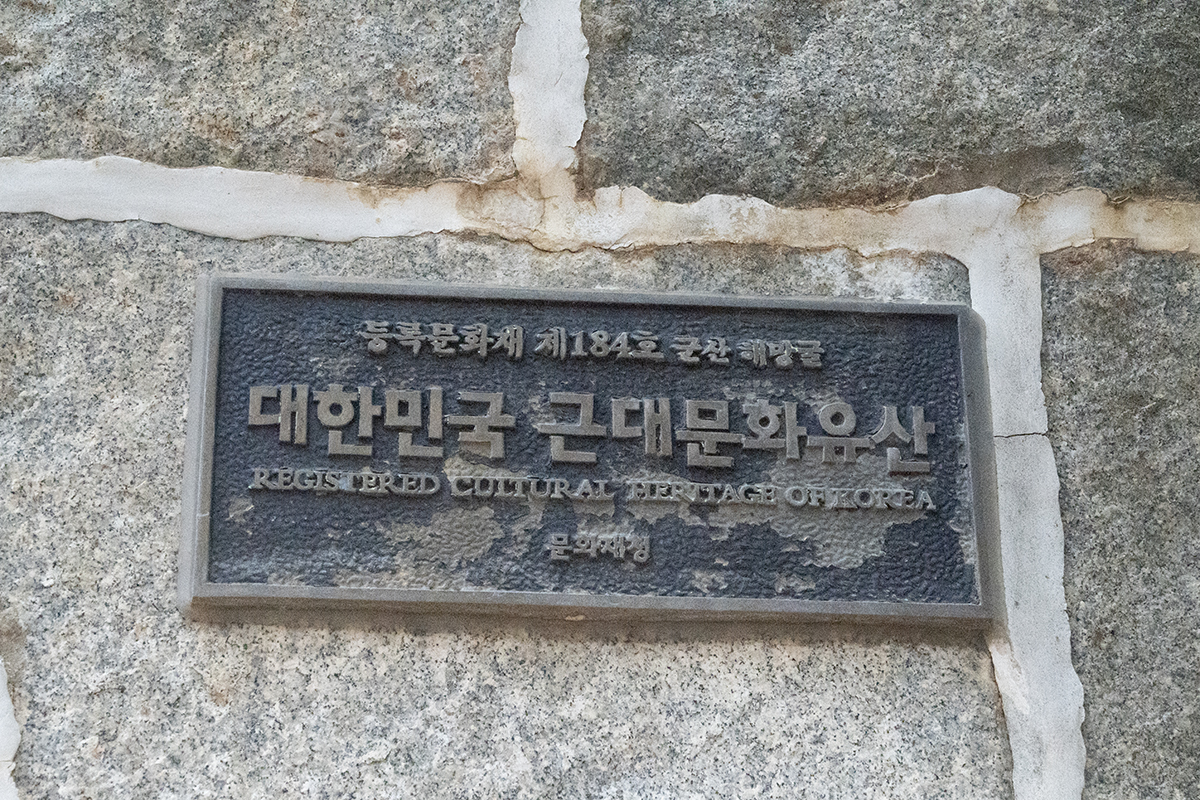 등록문화재 제184호 군산 해망굴
대한민국 근대문화유산
REGISTERED CULTURAL HERITAGE OF KOREA
문화재청